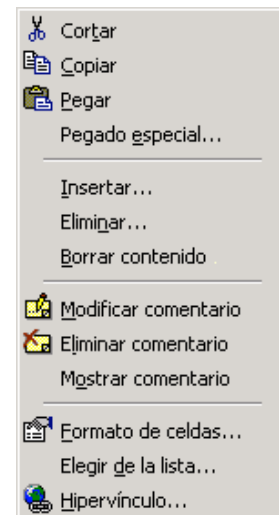 Cortar
Copiar
Pegar
Pegado especial...
Insertar...
Eliminar...
Borrar contenido
Modificar comentario
Eliminar comentario
Mostrar comentario
Formato de celdas...
Elegir de la lista...
Hipervínculo...